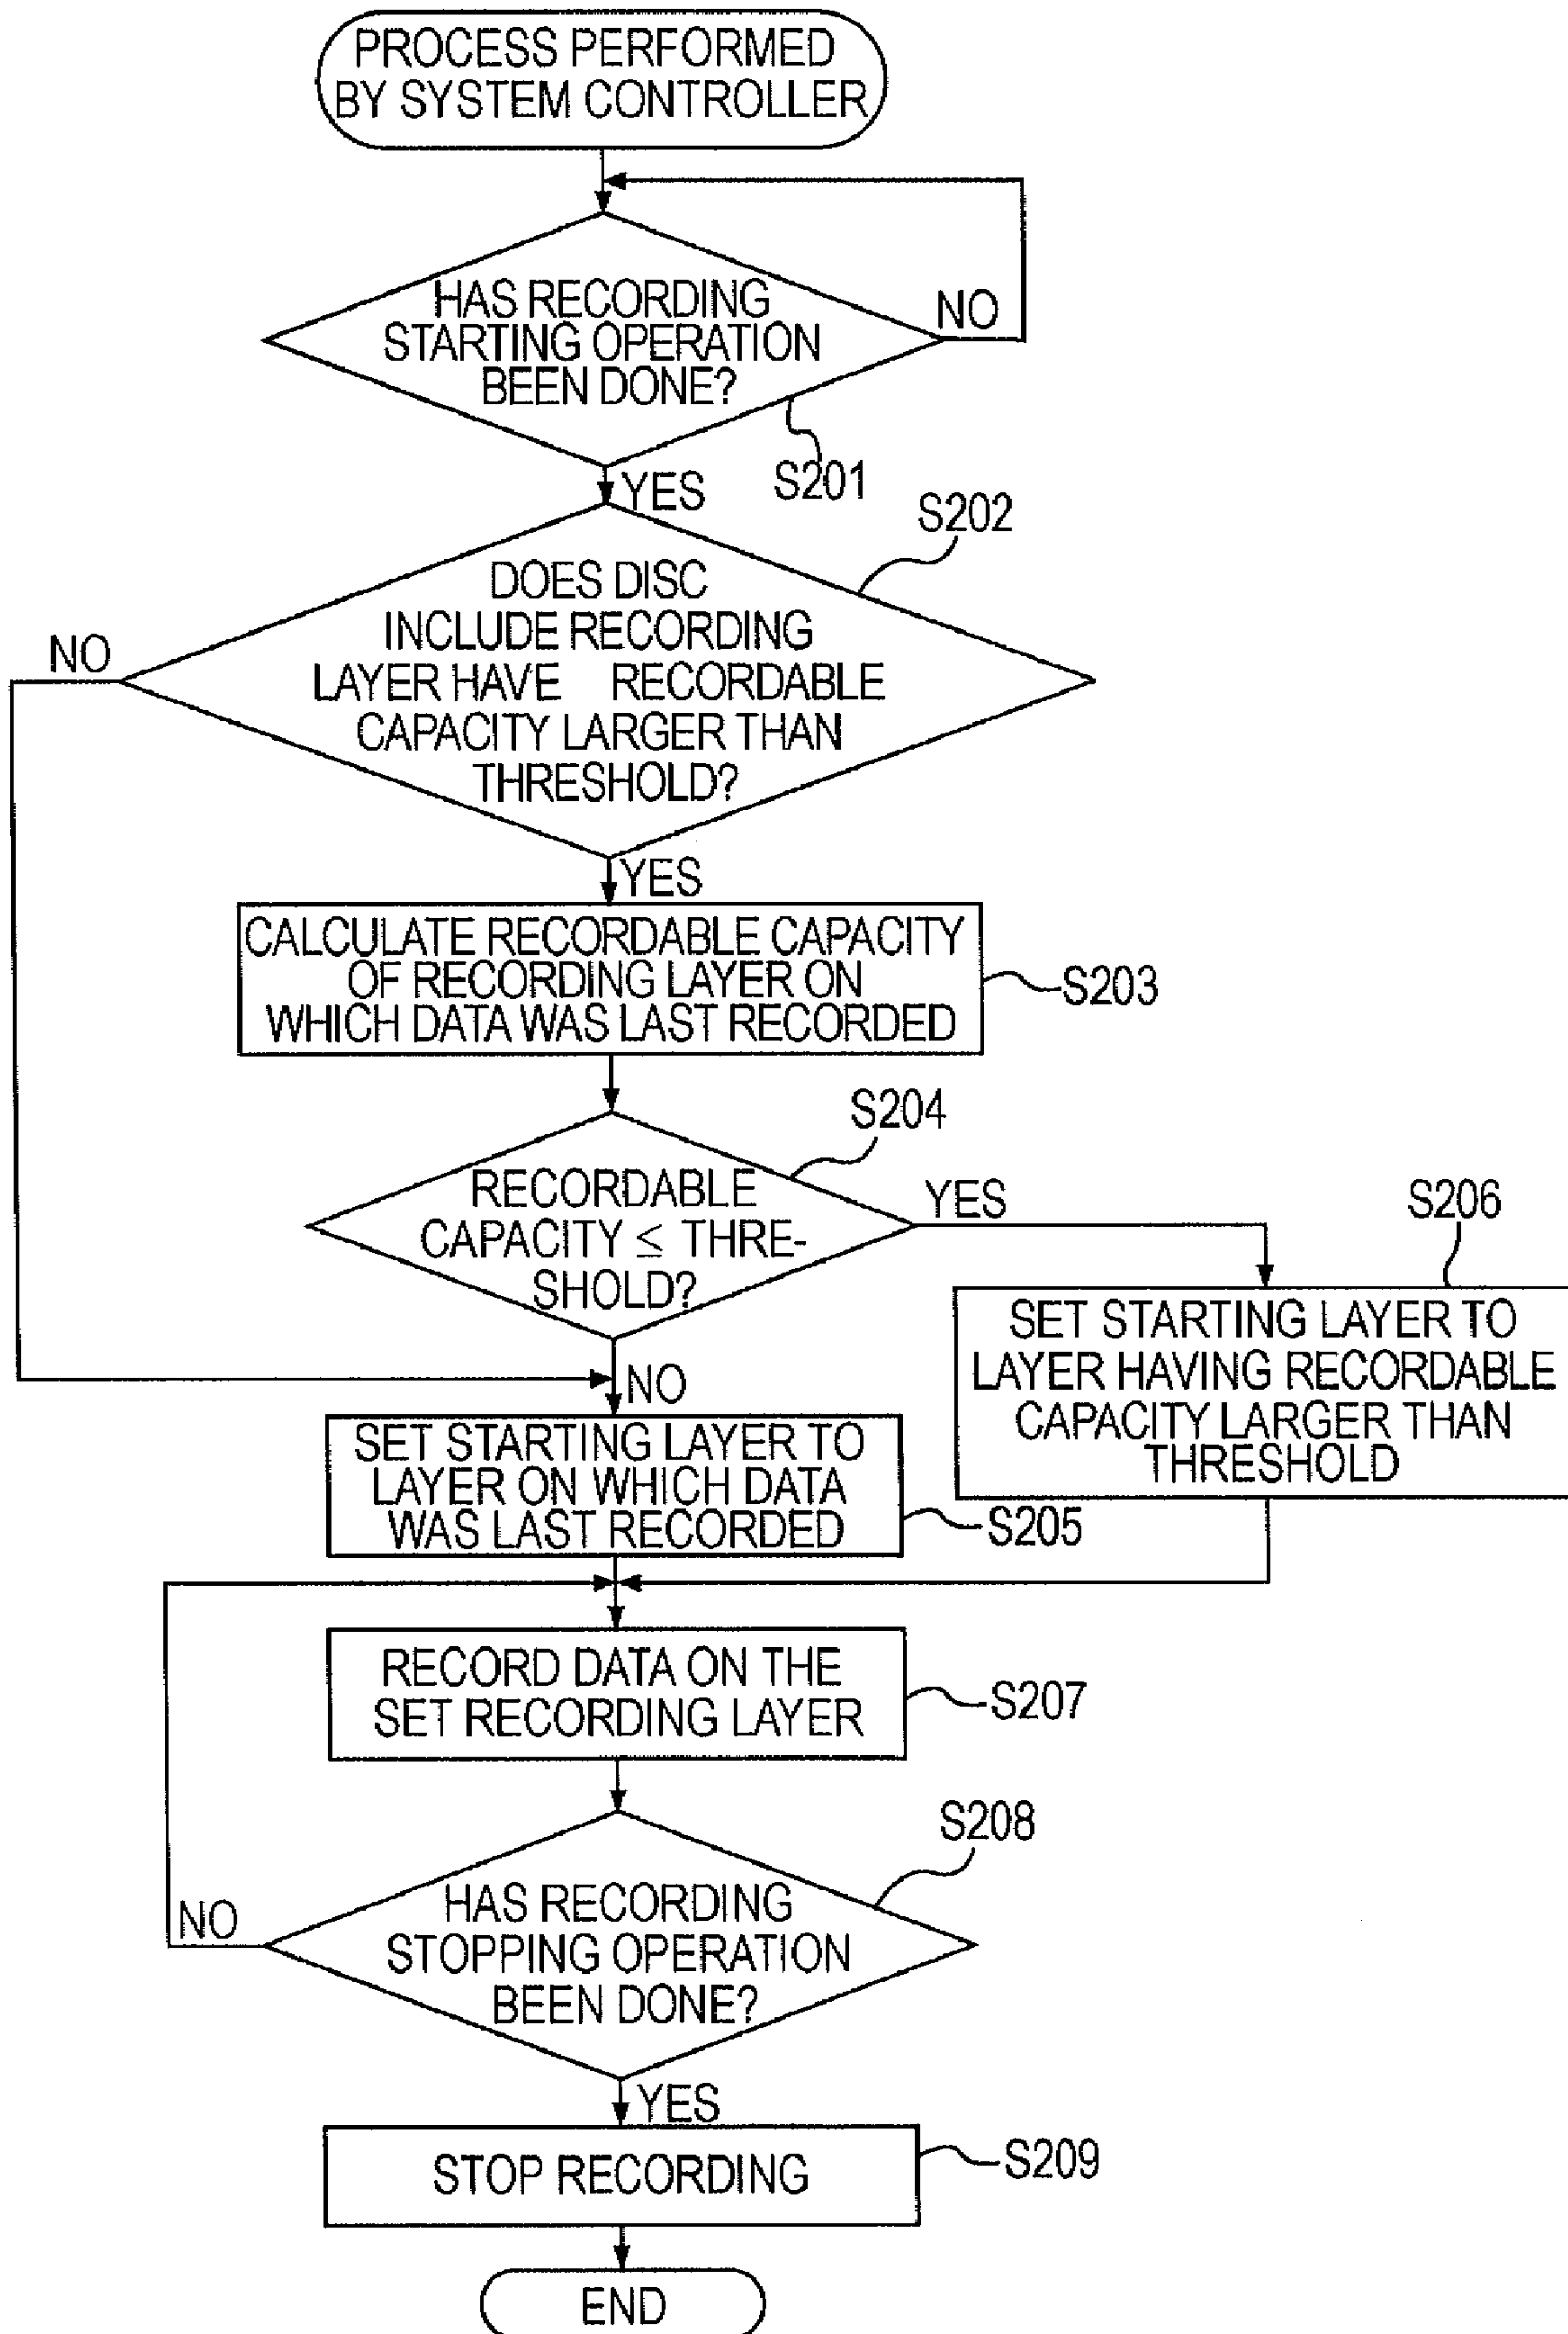 PROCESS PERFORMED
BY SYSTEM CONTROLLER
HAS RECORDING
STARTING OPERATION
BEEN DONE?
NO
S201
YES
S202
DOES DISC
INCLUDE RECORDING
LAYER HAVE RECORDABLE
CAPACITY LARGER THAN
THRESHOLD?
NO
YES
CALCULATE RECORDABLE CAPACITY
OF RECORDING LAYER ON
WHICH DATA WAS LAST RECORDED
S203
S204
RECORDABLE
CAPACITY ≤ THRE-
SHOLD?
YES
S206
SET STARTING LAYER TO
LAYER HAVING RECORDABLE
CAPACITY LARGER THAN
THRESHOLD
NO
SET STARTING LAYER TO
LAYER ON WHICH DATA
WAS LAST RECORDED
S205
RECORD DATA ON THE
SET RECORDING LAYER
S207
S208
HAS RECORDING
STOPPING OPERATION
BEEN DONE?
NO
YES
STOP RECORDING
S209
END